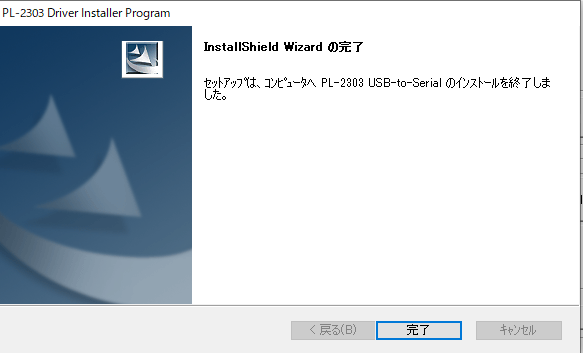 PL-2303 Driver Installer Program
InstallShield Wizard の完了
セットアップは、コンピュータへ PL-2303 USB-to-Serial のインストールを終了しま
した。
< 戻る(B)
完了
キャンセル